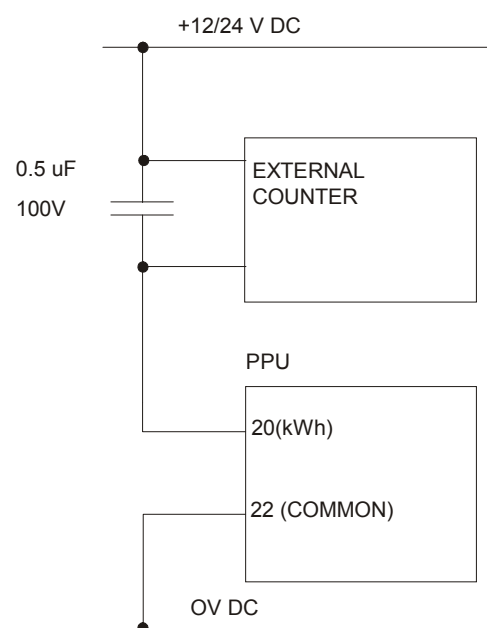 +12/24 V DC
0.5 uF
100V
EXTERNAL
COUNTER
PPU
20(kWh)
22 (COMMON)
OV DC